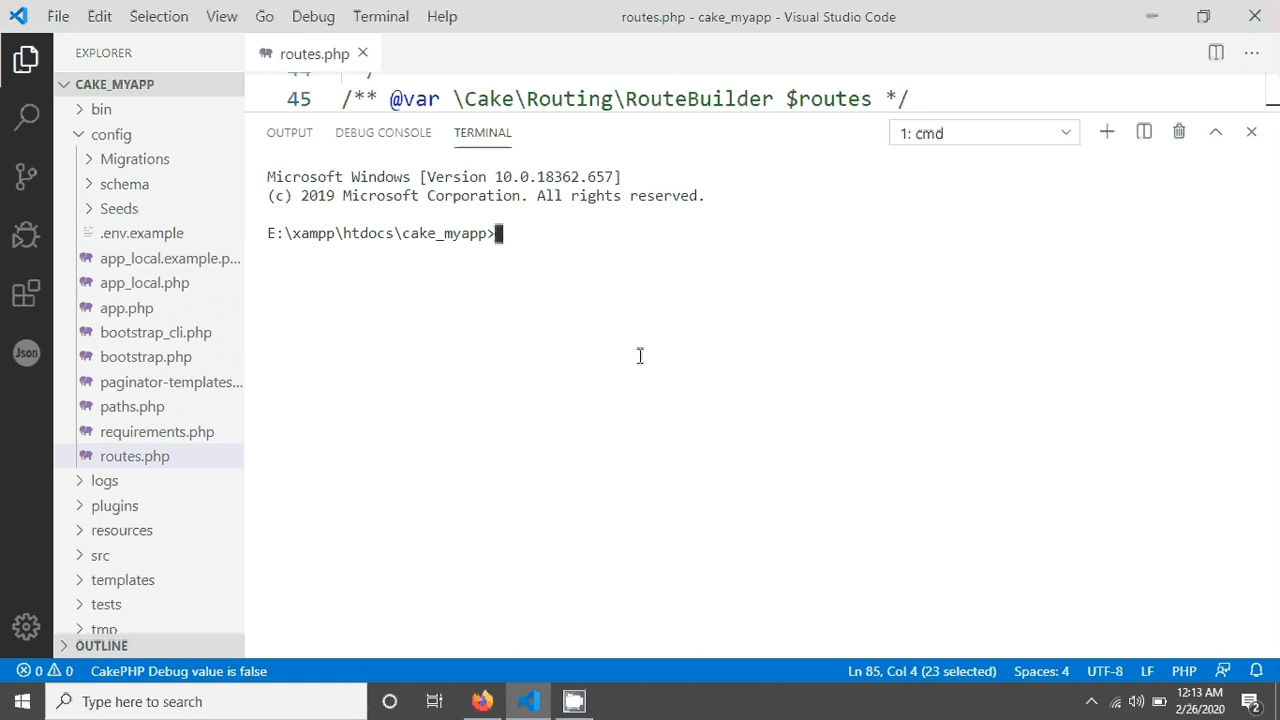 File Edit Selection View Go Debug Terminal Help
routes.php - cake_myapp - Visual Studio Code
EXPLORER
routes.php
CAKE_MYAPP
bin
config
Migrations
schema
Seeds
.env.example
app_local.example.p...
app_local.php
app.php
bootstrap_cli.php
bootstrap.php
paginator-templates...
paths.php
requirements.php
routes.php
logs
plugins
resources
src
templates
tests
tmp
OUTLINE
45 /** @var \Cake\Routing\RouteBuilder $routes */
OUTPUT DEBUG CONSOLE TERMINAL
1: cmd
Microsoft Windows [Version 10.0.18362.657]
(c) 2019 Microsoft Corporation. All rights reserved.
E:\xampp\htdocs\cake_myapp>
Json
0 0 CakePHP Debug value is false
Ln 85, Col 4 (23 selected) Spaces: 4 UTF-8 LF PHP
Type here to search
12:13 AM
2/26/2020
2